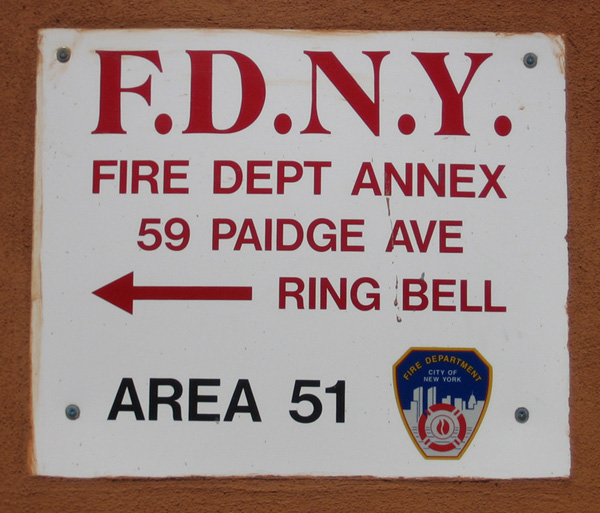 F.D.N.Y.
FIRE DEPT ANNEX
59 PAIDGE AVE
RING BELL
AREA 51
FIRE DEPARTMENT
CITY OF
NEW YORK